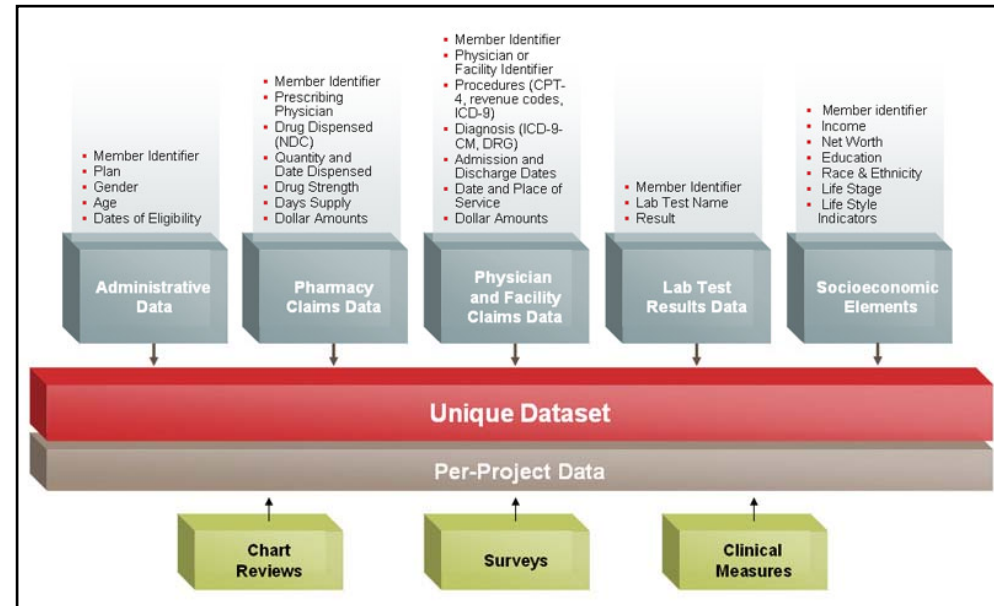 Member Identifier
Plan
Gender
Age
Dates of Eligibility
Administrative
Data
Member Identifier
Prescribing
Physician
Drug Dispensed
(NDC)
Quantity and
Date Dispensed
Drug Strength
Days Supply
Dollar Amounts
Pharmacy
Claims Data
Member Identifier
Physician or
Facility Identifier
Procedures (CPT-
4, revenue codes,
ICD-9)
Diagnosis (ICD-9-
CM, DRG)
Admission and
Discharge Dates
Date and Place of
Service
Dollar Amounts
Physician
and Facility
Claims Data
Member Identifier
Lab Test Name
Result
Lab Test
Results Data
Member identifier
Income
Net Worth
Education
Race & Ethnicity
Life Stage
Life Style
Indicators
Socioeconomic
Elements
Unique Dataset
Per-Project Data
Chart
Reviews
Surveys
Clinical
Measures